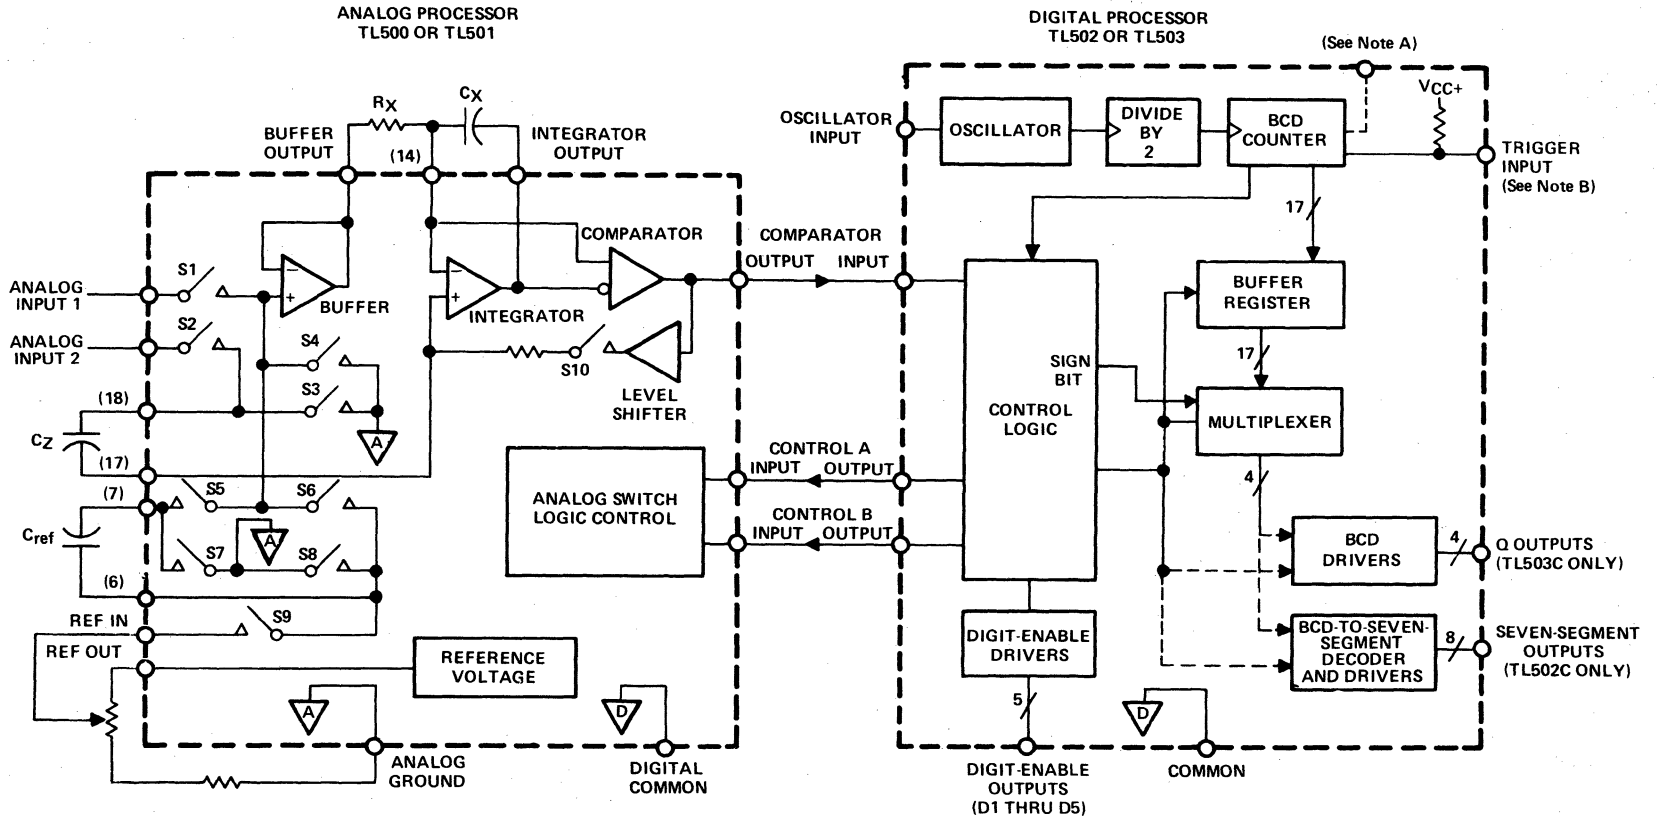 ANALOG PROCESSOR
TL500 OR TL501
DIGITAL PROCESSOR
TL502 OR TL503
(See Note A)
VCC+
RX
CX
BUFFER
OUTPUT
(14)
INTEGRATOR
OUTPUT
OSCILLATOR
INPUT
OSCILLATOR
DIVIDE
BY
2
BCD
COUNTER
TRIGGER
INPUT
(See Note B)
17
ANALOG
INPUT 1
S1
−
+
BUFFER
−
+
INTEGRATOR
COMPARATOR
COMPARATOR
OUTPUT
INPUT
BUFFER
REGISTER
ANALOG
INPUT 2
S2
S4
S3
S10
LEVEL
SHIFTER
17
SIGN
BIT
CONTROL
LOGIC
MULTIPLEXER
(18)
CZ
(17)
A
ANALOG SWITCH
LOGIC CONTROL
CONTROL A
INPUT
OUTPUT
CONTROL B
INPUT
OUTPUT
4
(7)
Cref
(6)
S5
S6
A
S7
S8
BCD
DRIVERS
4
Q OUTPUTS
(TL503C ONLY)
REF IN
S9
REF OUT
REFERENCE
VOLTAGE
DIGIT-ENABLE
DRIVERS
BCD-TO-SEVEN-
SEGMENT
DECODER
AND DRIVERS
8
SEVEN-SEGMENT
OUTPUTS
(TL502C ONLY)
A
D
5
D
ANALOG
GROUND
DIGITAL
COMMON
DIGIT-ENABLE
OUTPUTS
(D1 THRU D5)
COMMON